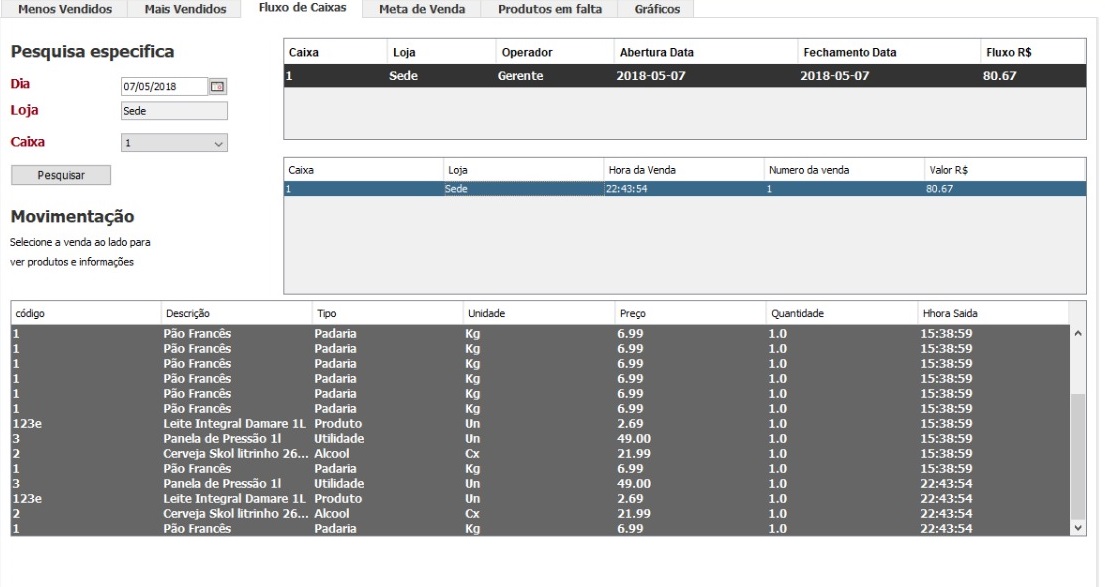 Menos Vendidos Mais Vendidos Fluxo de Caixas Meta de Venda Produtos em falta Gráficos
Pesquisa especifica
Dia 07/05/2018
Loja Sede
Caixa 1
Pesquisar
Caixa Loja Operador Abertura Data Fechamento Data Fluxo R$
1 Sede Gerente 2018-05-07 2018-05-07 80.67
Caixa Loja Hora da Venda Numero da venda Valor R$
1 Sede 22:43:54 1 80.67
Movimentação
Selecione a venda ao lado para
ver produtos e informações
código Descrição Tipo Unidade Preço Quantidade Hhora Saida
1 Pão Francês Padaria Kg 6.99 1.0 15:38:59
1 Pão Francês Padaria Kg 6.99 1.0 15:38:59
1 Pão Francês Padaria Kg 6.99 1.0 15:38:59
1 Pão Francês Padaria Kg 6.99 1.0 15:38:59
1 Pão Francês Padaria Kg 6.99 1.0 15:38:59
1 Pão Francês Padaria Kg 6.99 1.0 15:38:59
123e Leite Integral Damare 1L Produto Un 2.69 1.0 15:38:59
3 Panela de Pressão 1l Utilidade Un 49.00 1.0 15:38:59
2 Cerveja Skol litrinho 26... Alcool Cx 21.99 1.0 15:38:59
1 Pão Francês Padaria Kg 6.99 1.0 15:38:59
3 Panela de Pressão 1l Utilidade Un 49.00 1.0 22:43:54
123e Leite Integral Damare 1L Produto Un 2.69 1.0 22:43:54
2 Cerveja Skol litrinho 26... Alcool Cx 21.99 1.0 22:43:54
1 Pão Francês Padaria Kg 6.99 1.0 22:43:54